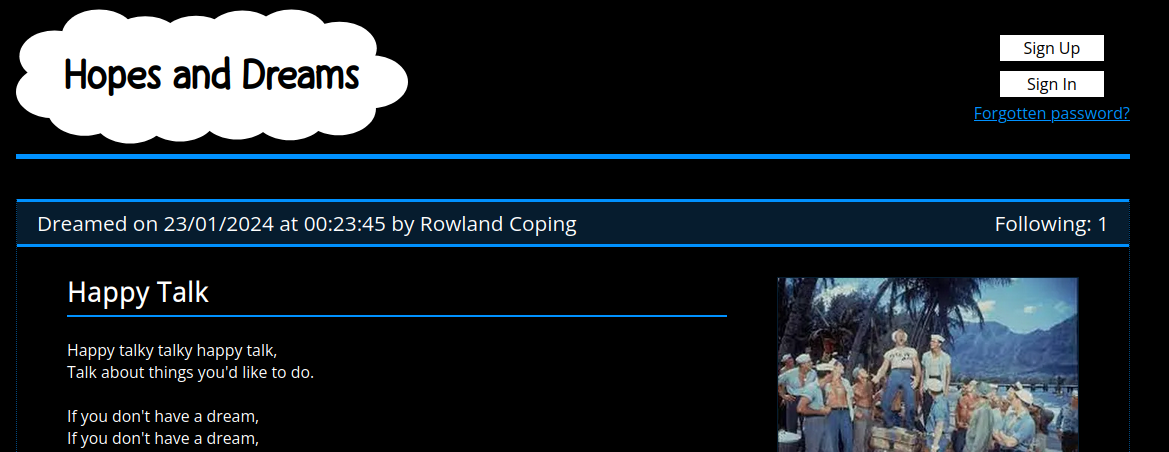 Hopes and Dreams
Sign Up
Sign In
Forgotten password?
Dreamed on 23/01/2024 at 00:23:45 by Rowland Coping
Following: 1
Happy Talk
Happy talky talky happy talk,
Talk about things you'd like to do.
If you don't have a dream,
If you don't have a dream,